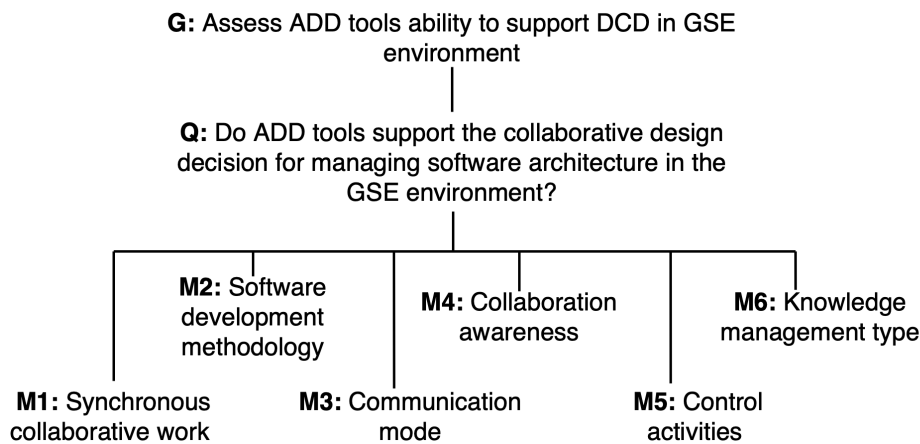 G: Assess ADD tools ability to support DCD in GSE
environment
Q: Do ADD tools support the collaborative design
decision for managing software architecture in the
GSE environment?
M1: Synchronous
collaborative work
M2: Software
development
methodology
M3: Communication
mode
M4: Collaboration
awareness
M5: Control
activities
M6: Knowledge
management type